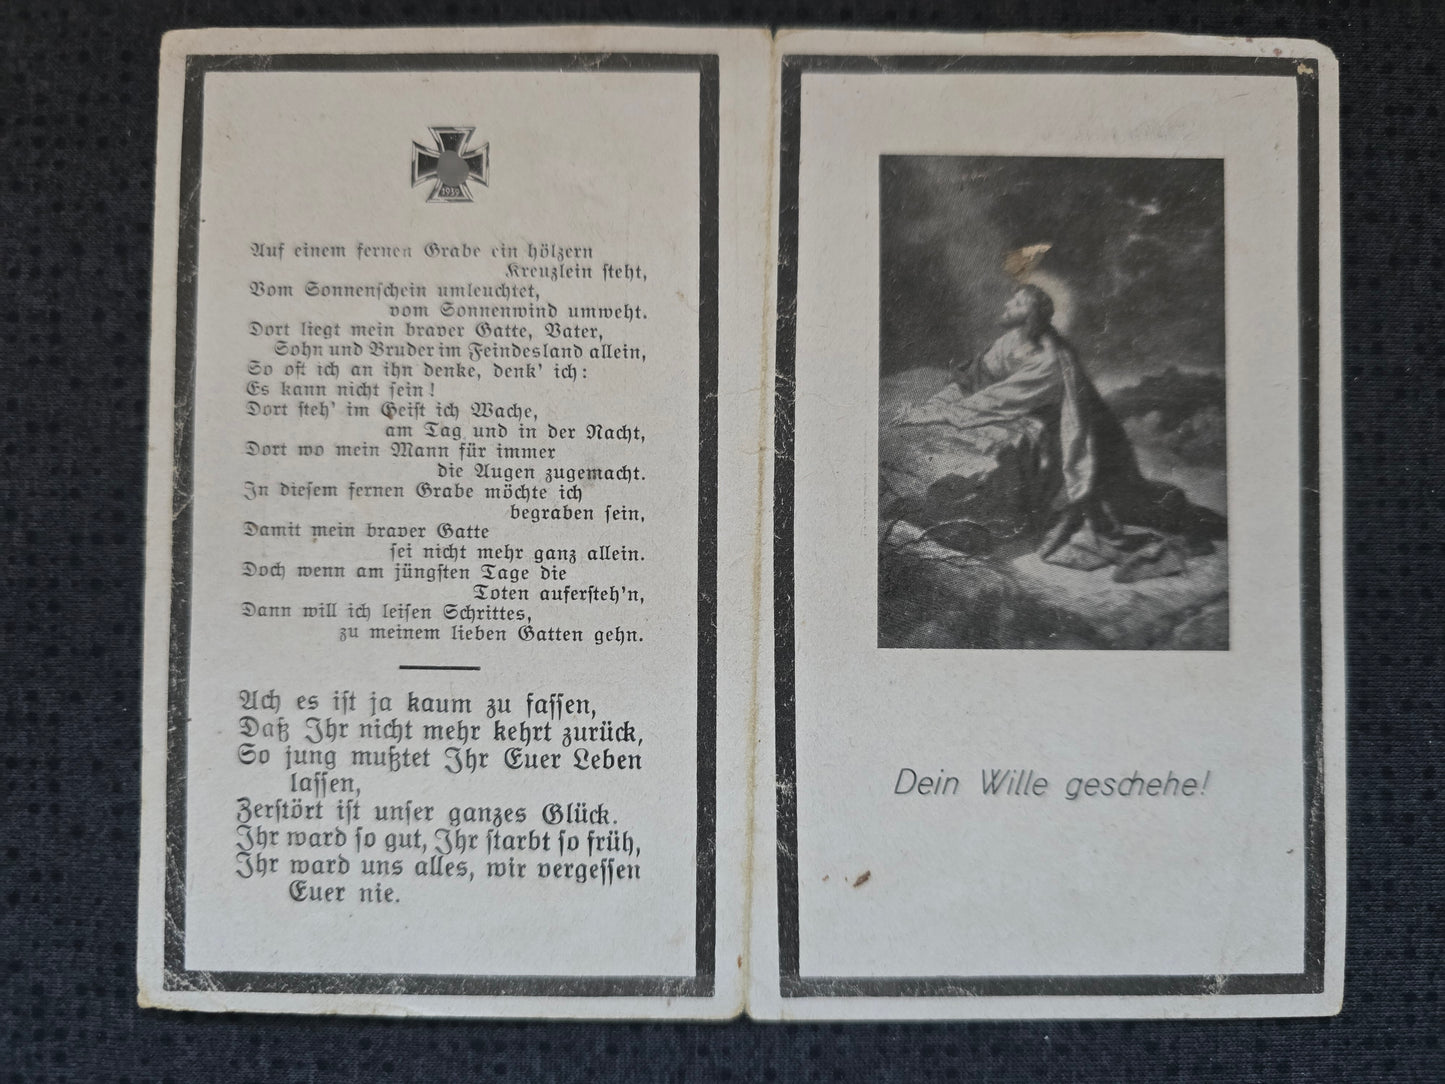 1939
Auf einem fernen Grabe ein hölzern
Kreuzlein steht,
Vom Sonnenschein umleuchtet,
vom Sonnenwind umweht.
Dort liegt mein braver Gatte, Vater,
Sohn und Bruder im Feindesland allein,
So oft ich an ihn denke, denk' ich:
Es kann nicht sein!
Dort steh' im Geist ich Wache,
am Tag und in der Nacht,
Dort wo mein Mann für immer
die Augen zugemacht.
In diesem fernen Grabe möchte ich
begraben sein,
Damit mein braver Gatte
sei nicht mehr ganz allein.
Doch wenn am jüngsten Tage die
Toten aufersteh'n,
Dann will ich leisen Schrittes,
zu meinem lieben Gatten gehn.
Ach es ist ja kaum zu fassen,
Daß Ihr nicht mehr kehrt zurück,
So jung mußtet Ihr Euer Leben
lassen,
Zerstört ist unser ganzes Glück.
Ihr ward so gut, Ihr starbt so früh,
Ihr ward uns alles, wir vergessen
Euer nie.
Dein Wille geschehe!